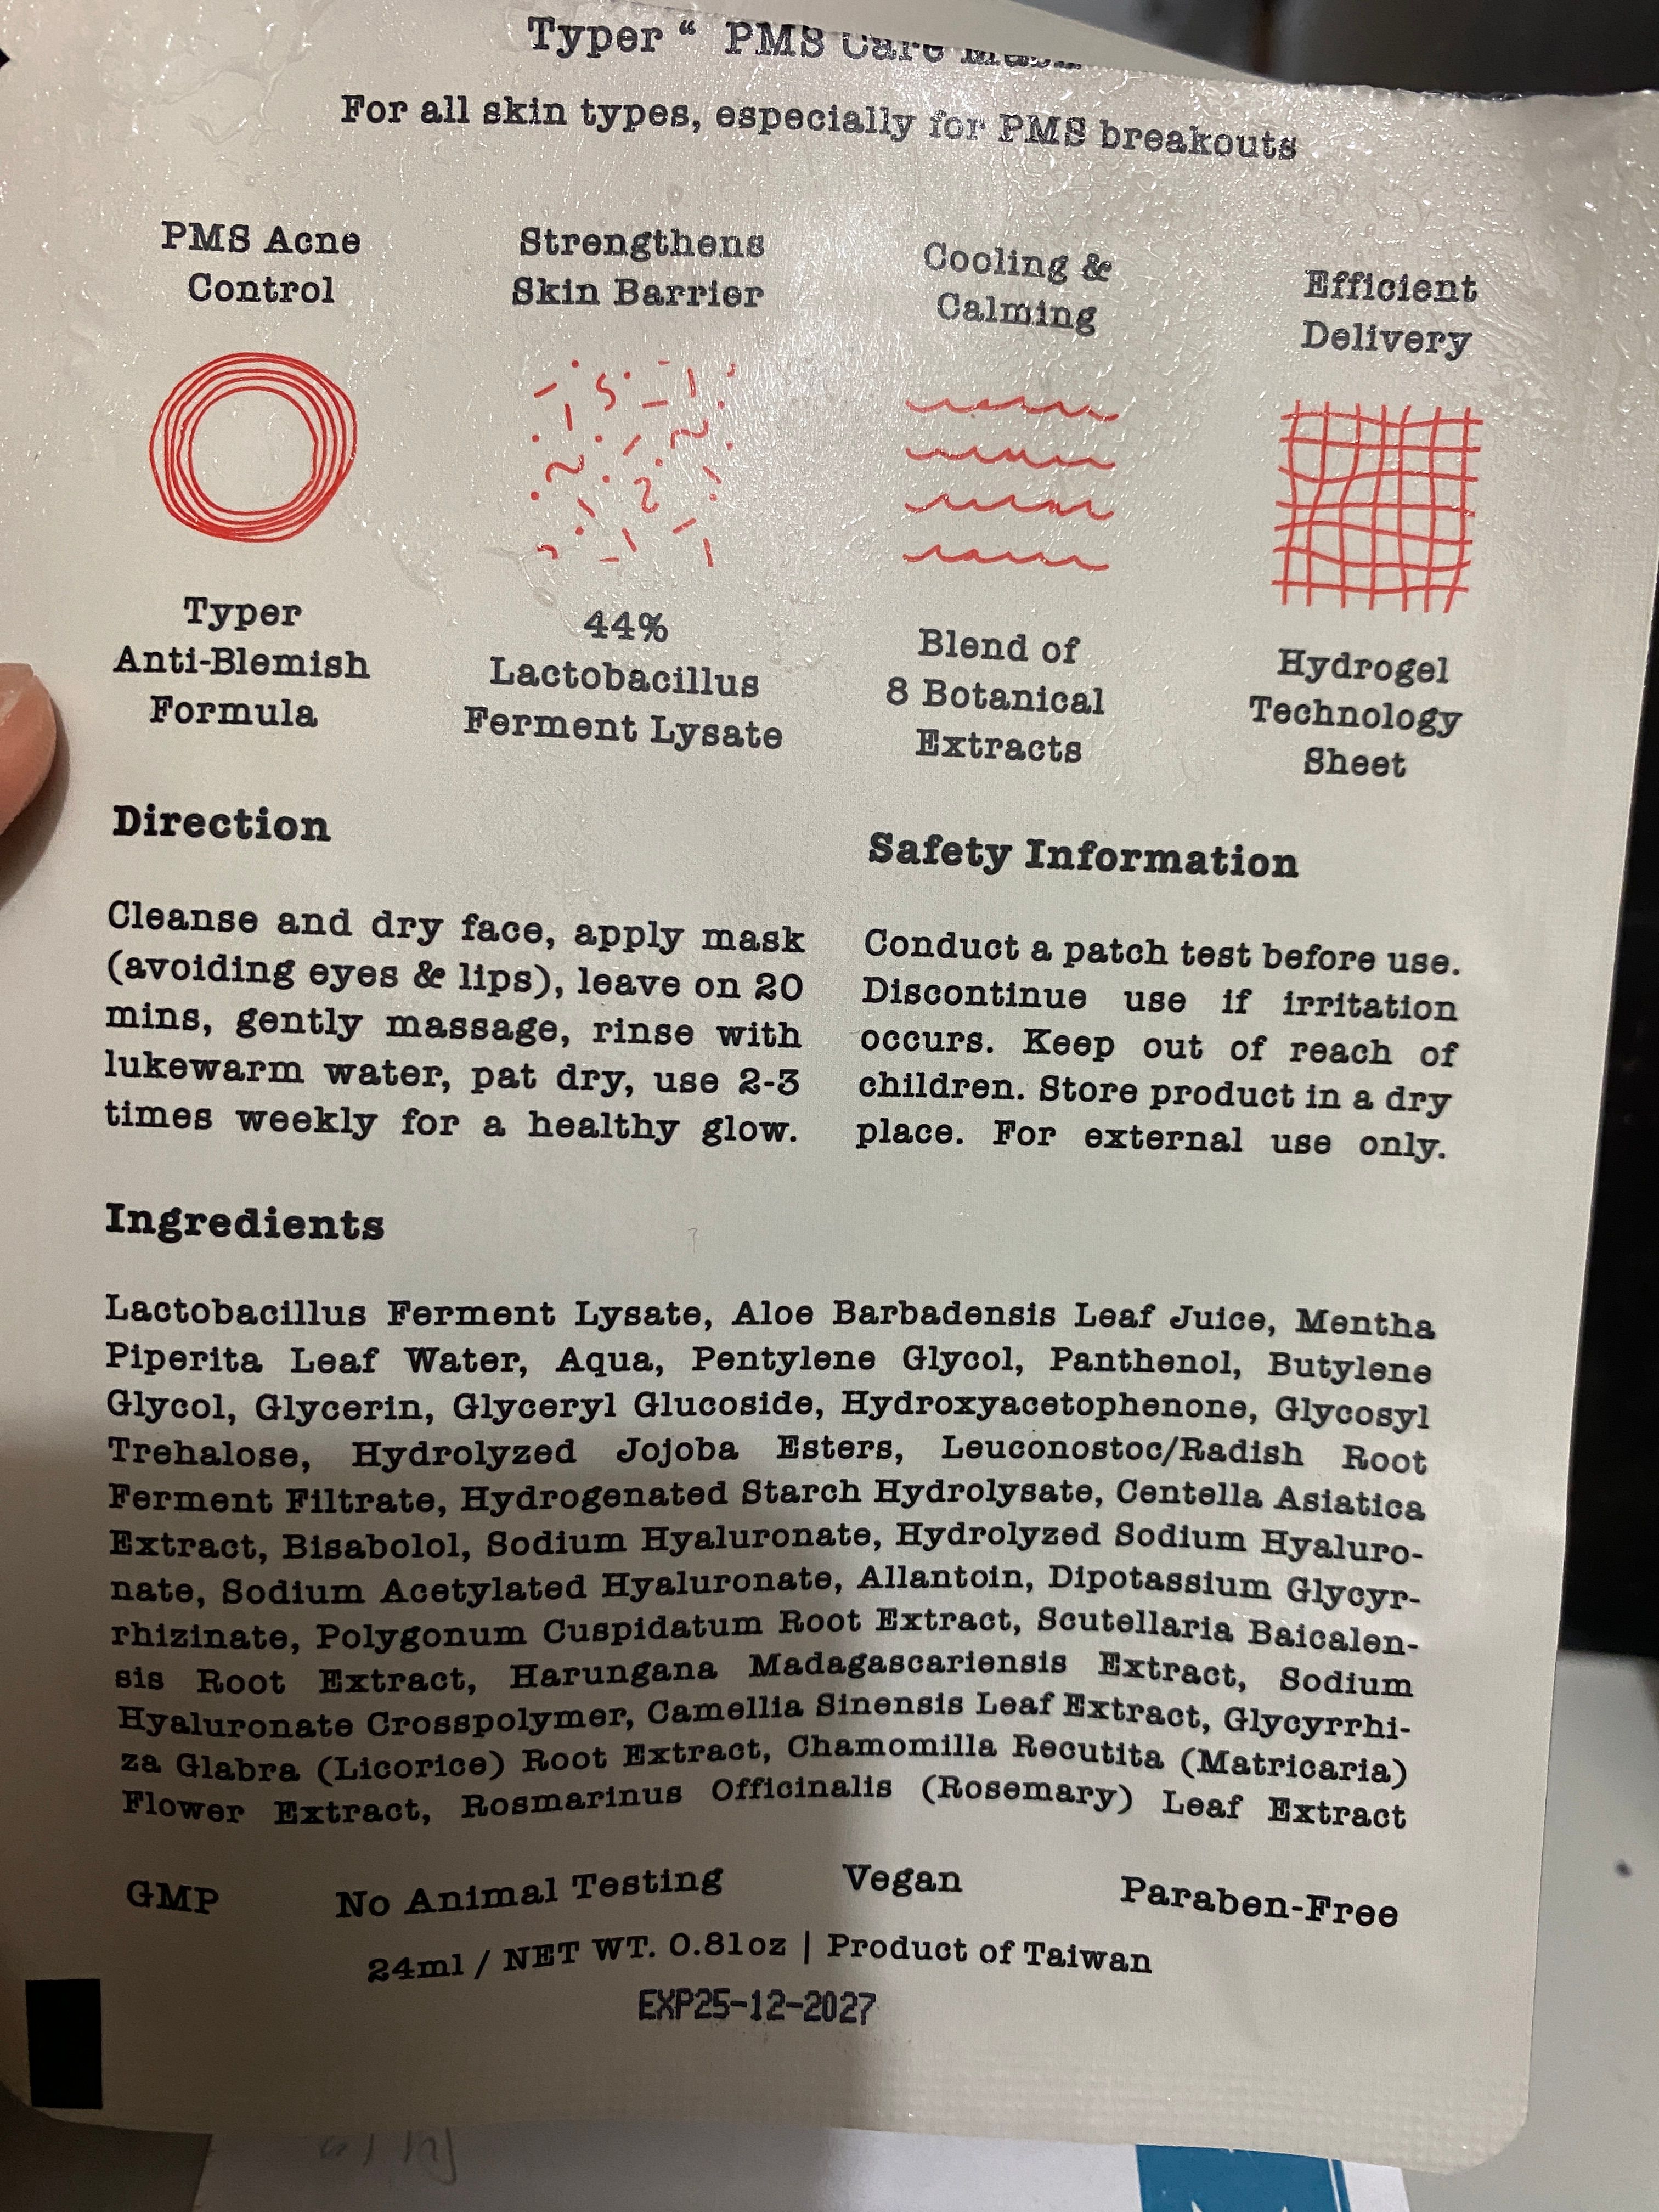 Typer “ PMS Care
For all skin types, especially for PMS breakouts
PMS Acne
Control
Strengthens
Skin Barrier
Cooling &
Calming
Efficient
Delivery
Typer
Anti-Blemish
Formula
44%
Lactobacillus
Ferment Lysate
Blend of
8 Botanical
Extracts
Hydrogel
Technology
Sheet
Direction
Cleanse and dry face, apply mask
(avoiding eyes & lips), leave on 20
mins, gently massage, rinse with
lukewarm water, pat dry, use 2-3
times weekly for a healthy glow.
Safety Information
Conduct a patch test before use.
Discontinue use if irritation
occurs. Keep out of reach of
children. Store product in a dry
place. For external use only.
Ingredients
Lactobacillus Ferment Lysate, Aloe Barbadensis Leaf Juice, Mentha
Piperita Leaf Water, Aqua, Pentylene Glycol, Panthenol, Butylene
Glycol, Glycerin, Glyceryl Glucoside, Hydroxyacetophenone, Glycosyl
Trehalose, Hydrolyzed Jojoba Esters, Leuconostoc/Radish Root
Ferment Filtrate, Hydrogenated Starch Hydrolysate, Centella Asiatica
Extract, Bisabolol, Sodium Hyaluronate, Hydrolyzed Sodium Hyaluro-
nate, Sodium Acetylated Hyaluronate, Allantoin, Dipotassium Glycyr-
rhizinate, Polygonum Cuspidatum Root Extract, Scutellaria Baicalen-
sis Root Extract, Harungana Madagascariensis Extract, Sodium
Hyaluronate Crosspolymer, Camellia Sinensis Leaf Extract, Glycyrrhi-
za Glabra (Licorice) Root Extract, Chamomilla Recutita (Matricaria)
Flower Extract, Rosmarinus Officinalis (Rosemary) Leaf Extract
GMP No Animal Testing Vegan Paraben-Free
24ml / NET WT. 0.81oz | Product of Taiwan
EXP25-12-2027